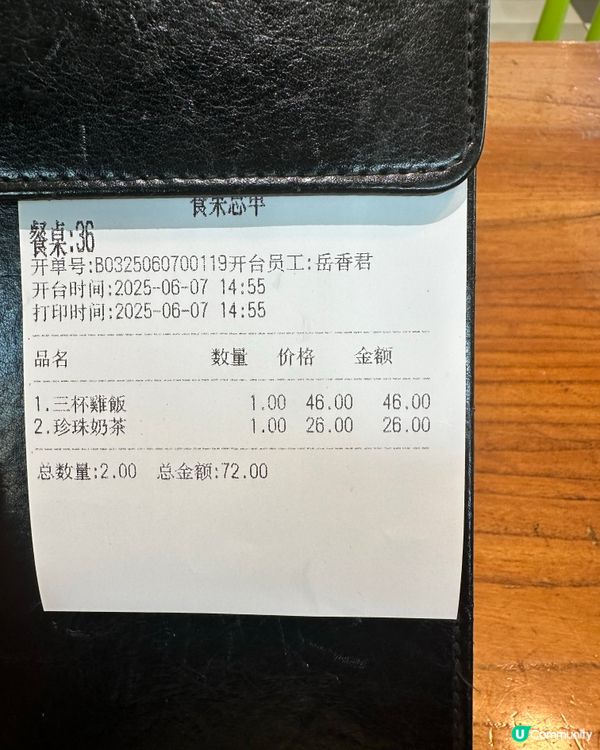 餐桌:36
开单号:B0325060700119开台员工:岳香君
开台时间:2025-06-07 14:55
打印时间:2025-06-07 14:55
品名 数量 价格 金额
1.三杯雞飯 1.00 46.00 46.00
2.珍珠奶茶 1.00 26.00 26.00
总数量:2.00 总金额:72.00
U Community